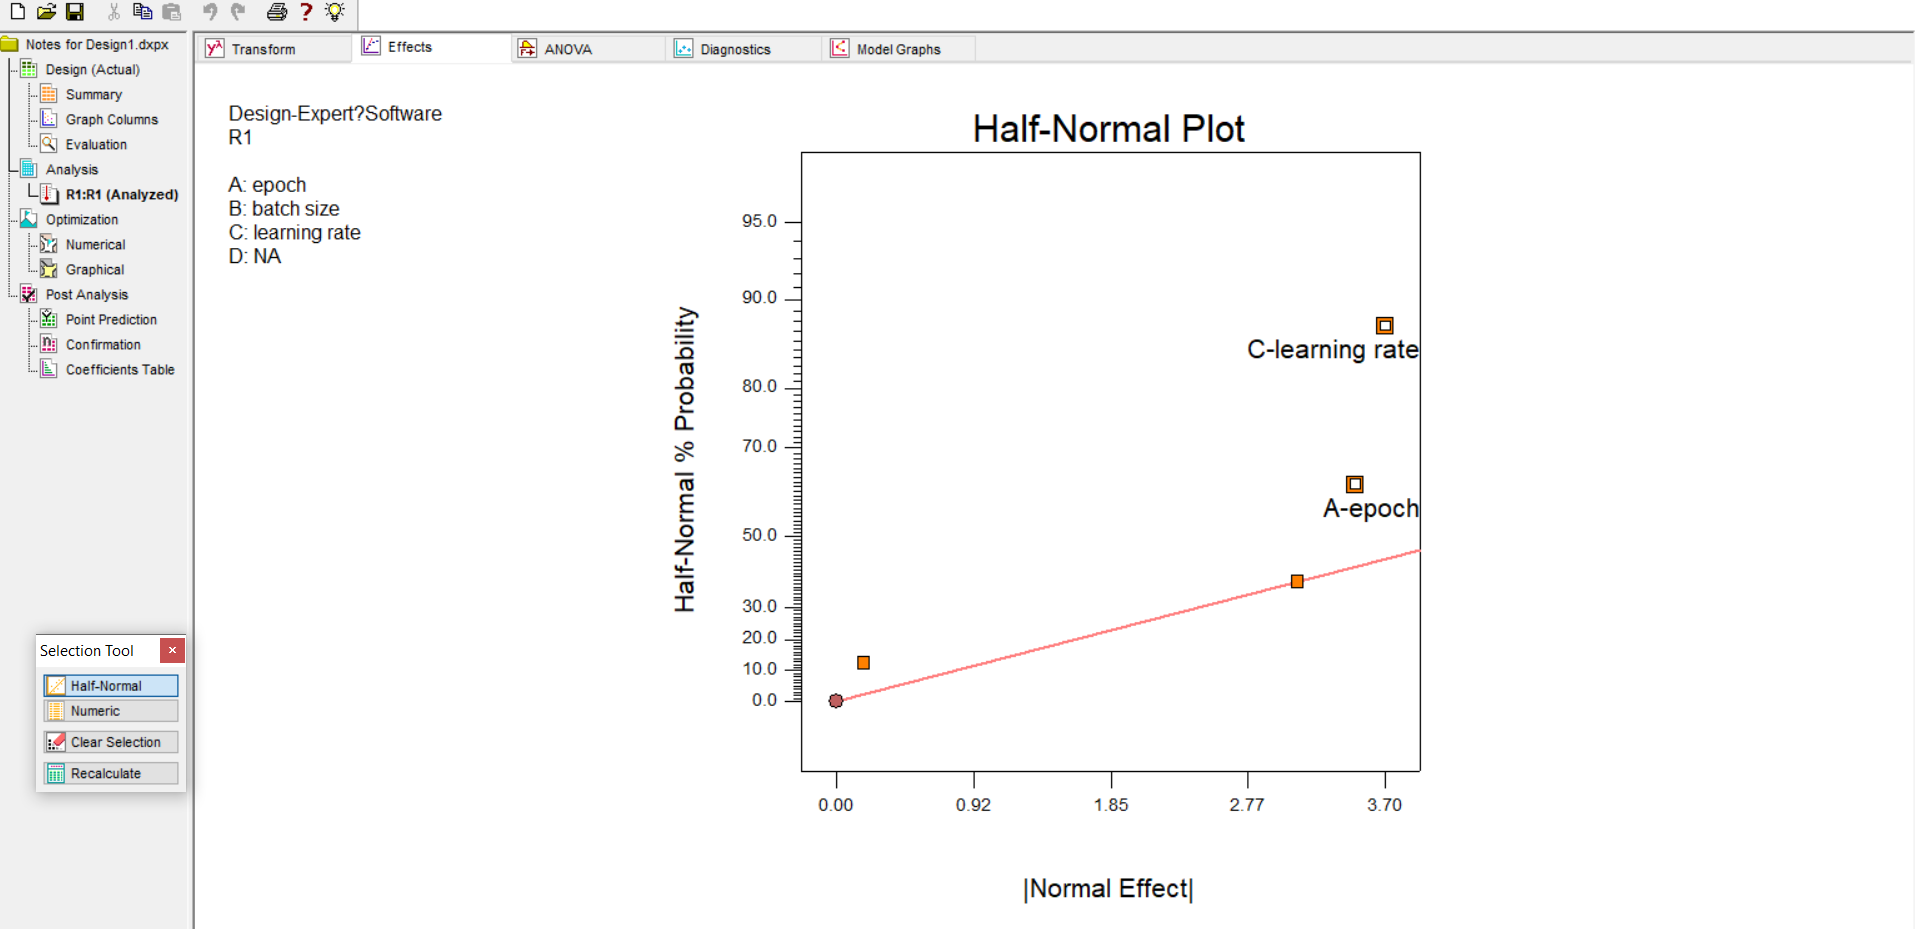 Notes for Design1.dxpx
Design (Actual)
Summary
Graph Columns
Evaluation
Analysis
R1:R1 (Analyzed)
Optimization
Numerical
Graphical
Post Analysis
Point Prediction
Confirmation
Coefficients Table
Selection Tool
Half-Normal
Numeric
Clear Selection
Recalculate
Transform
Effects
ANOVA
Diagnostics
Model Graphs
Design-Expert?Software
R1
A: epoch
B: batch size
C: learning rate
D: NA
Half-Normal Plot
Half-Normal % Probability
95.0
90.0
80.0
70.0
50.0
30.0
20.0
10.0
0.0
C-learning rate
A-epoch
0.00 0.92 1.85 2.77 3.70
|Normal Effect|